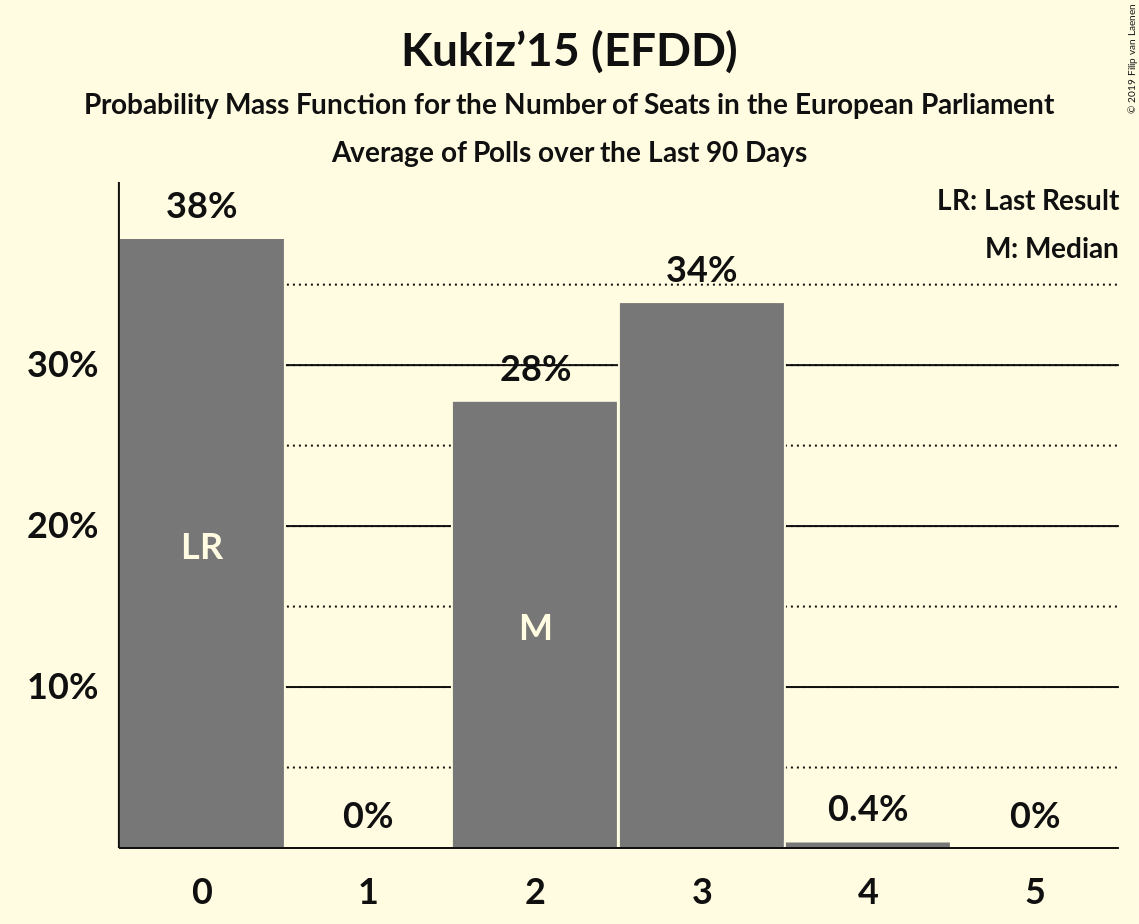 Kukiz’15 (EFDD)
Probability Mass Function for the Number of Seats in the European Parliament
Average of Polls over the Last 90 Days
© 2019 Filip van Laenen
LR: Last Result
M: Median
38%
34%
28%
0%
0.4%
0%
LR
M
30%
20%
10%
0 1 2 3 4 5